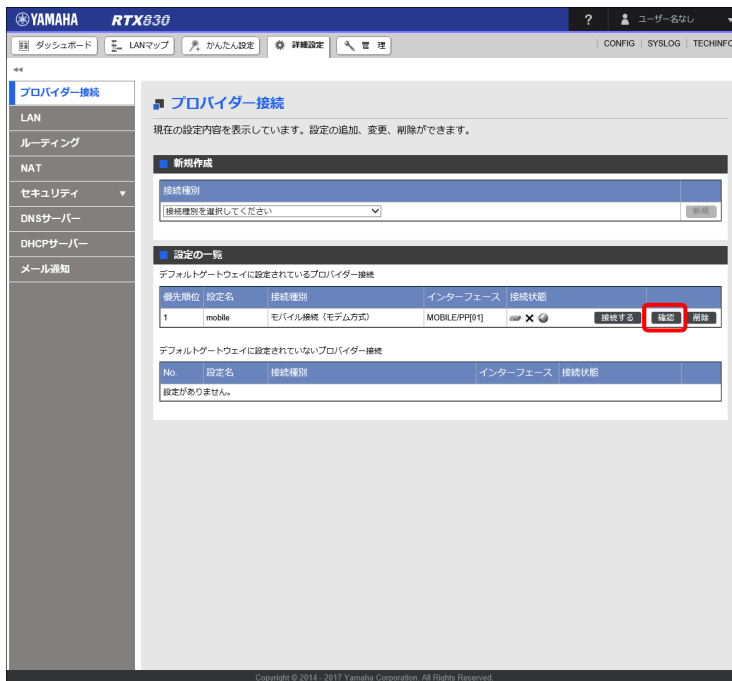 YAMAHA RTX830 ? ユーザー名なし
ダッシュボード LANマップ かんたん設定 詳細設定 管 理 CONFIG SYSLOG TECHINFO
プロバイダー接続
LAN
ルーティング
NAT
セキュリティ
DNSサーバー
DHCPサーバー
メール通知
プロバイダー接続
現在の設定内容を表示しています。設定の追加、変更、削除ができます。
新規作成
接続種別
接続種別を選択してください 新規
設定の一覧
デフォルトゲートウェイに設定されているプロバイダー接続
優先順位 設定名 接続種別 インターフェース 接続状態
1 mobile モバイル接続（モデム方式） MOBILE/PP[01] 接続する 確認 削除
デフォルトゲートウェイに設定されていないプロバイダー接続
No. 設定名 接続種別 インターフェース 接続状態
設定がありません。
Copyright © 2014 - 2017 Yamaha Corporation. All Rights Reserved.